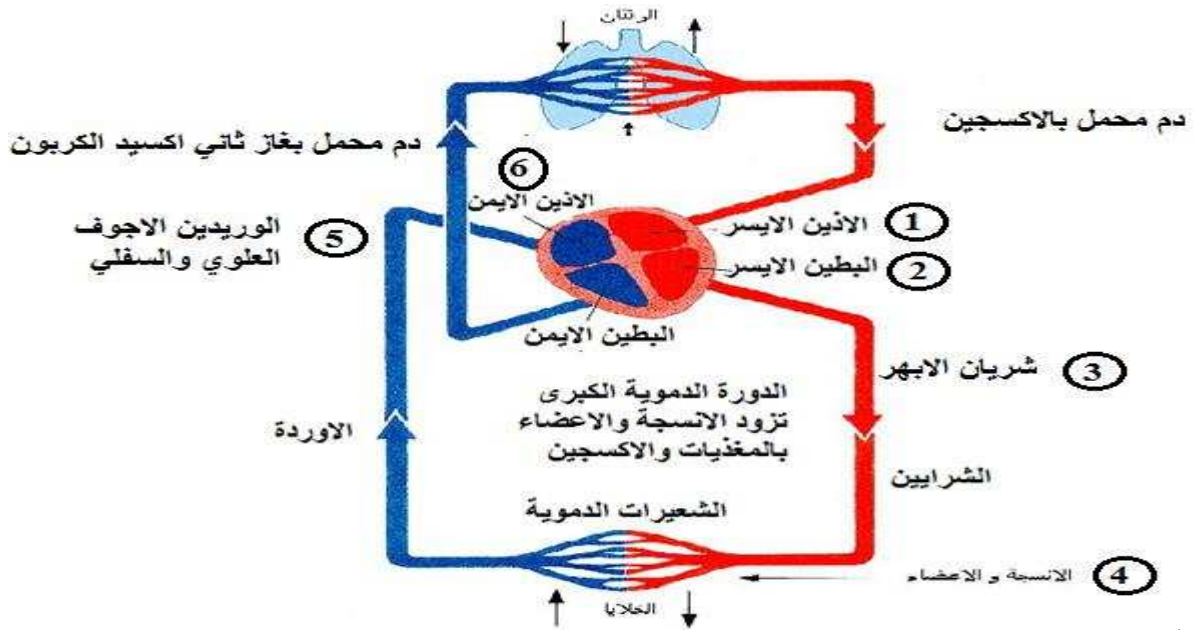 الرئتان
دم محمل بالاكسجين
دم محمل بغاز ثاني اكسيد الكربون
6
الاذين الايمن
الاذين الايسر 1
البطين الايسر 2
الوريدين الاجوف 5
العلوي والسفلي
البطين الايمن
شريان الابهر 3
الدورة الدموية الكبرى
تزود الانسجة والاعضاء
بالمغذيات والاكسجين
الاوردة
الشرايين
الشعيرات الدموية
الانسجة و الاعضاء 4
الخلايا